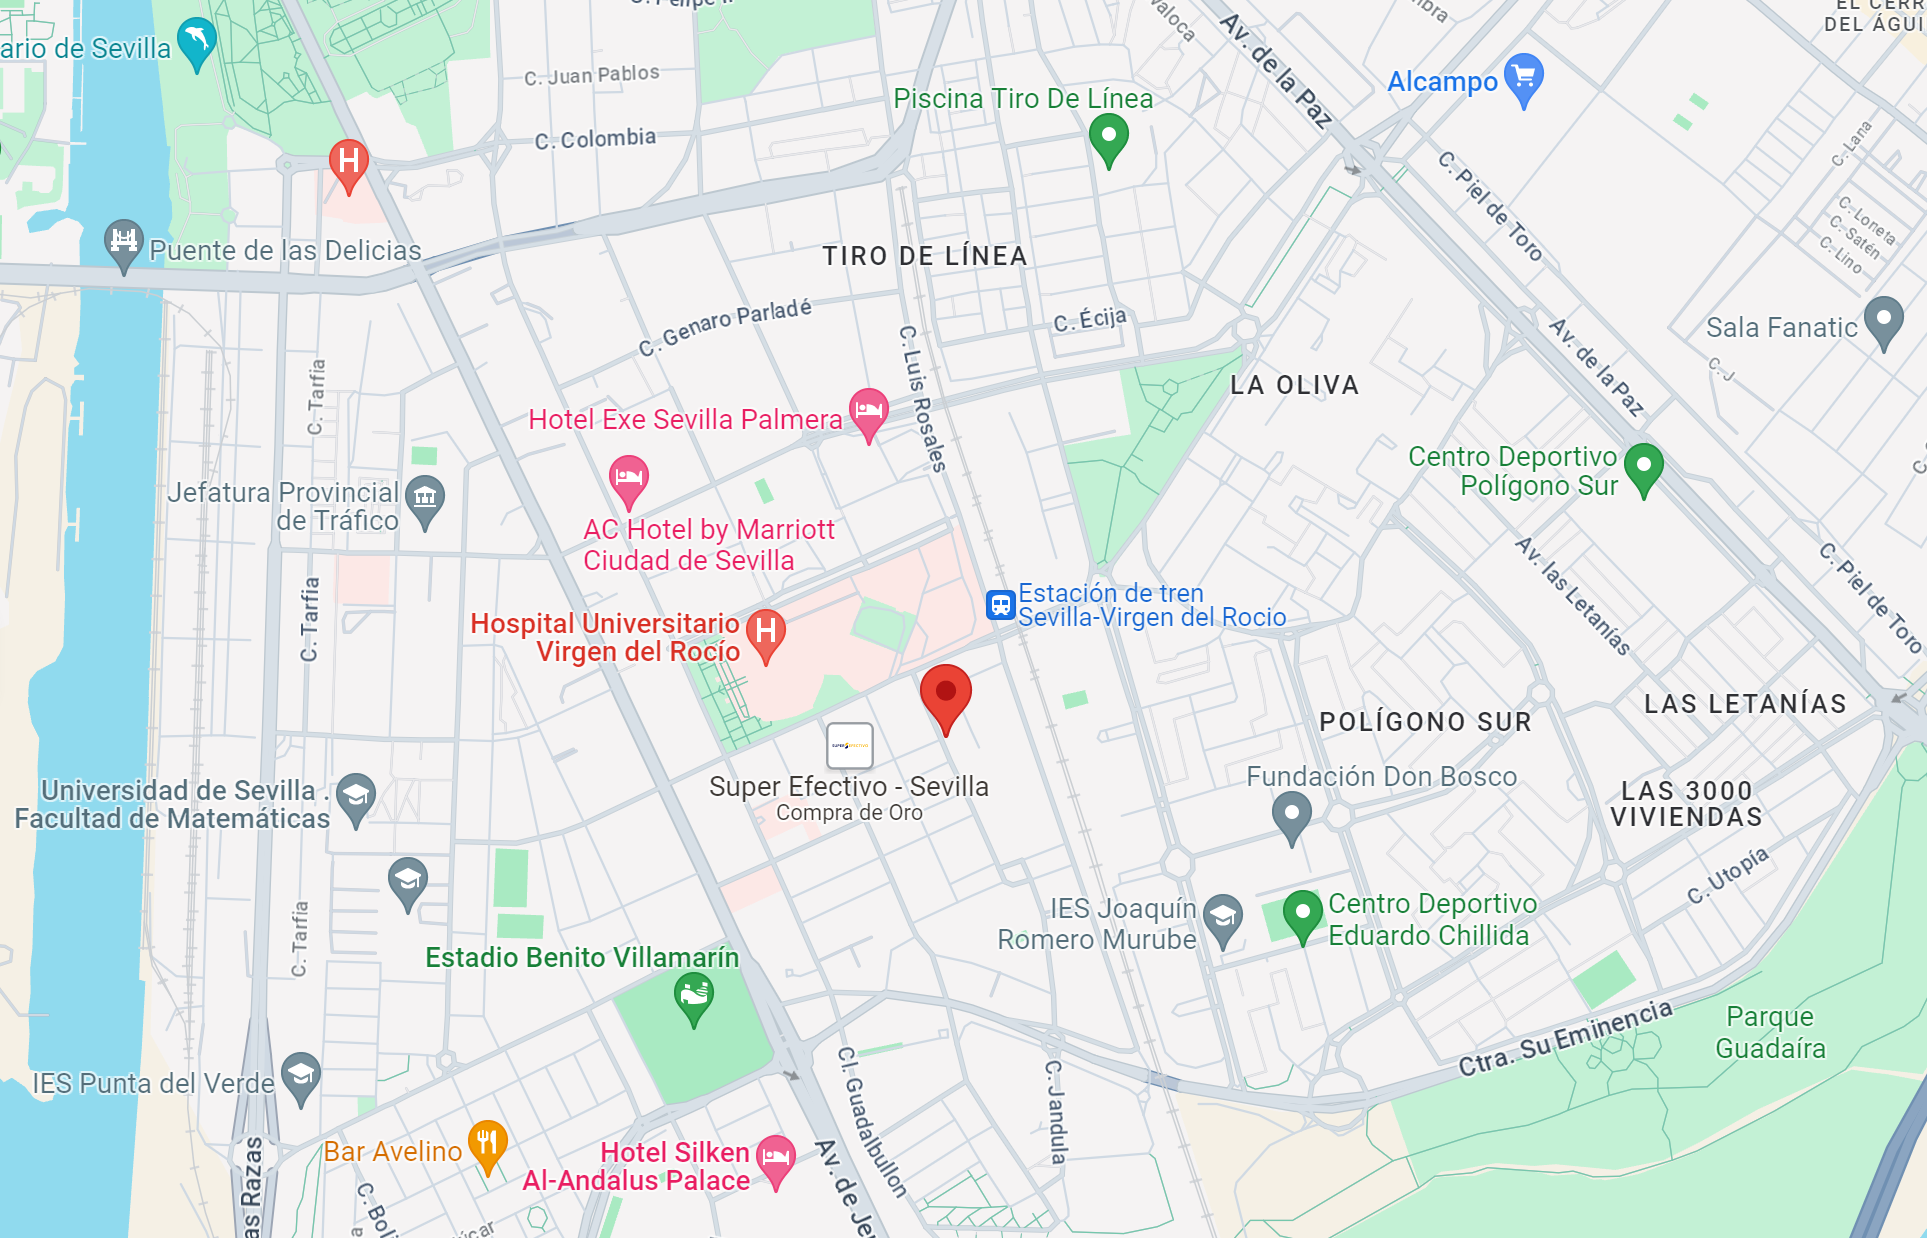 C. Felipe II
ario de Sevilla
C. Juan Pablos
C. Colombia
Piscina Tiro De Línea
Av. de la Paz
Alcampo
EL CERR
DEL ÁGUI
C. Lana
C. Piel de Toro
C. Loneta
C. Satén
C. Lino
Puente de las Delicias
TIRO DE LÍNEA
C. Genaro Parladé
C. Écija
Sala Fanatic
C. J
Av. de la Paz
C. Luis Rosales
LA OLIVA
C. Tarfia
Hotel Exe Sevilla Palmera
Centro Deportivo
Polígono Sur
Jefatura Provincial
de Tráfico
AC Hotel by Marriott
Ciudad de Sevilla
Av. las Letanías
C. Piel de Toro
C. Tarfia
Hospital Universitario
Virgen del Rocío
Estación de tren
Sevilla-Virgen del Rocio
LAS LETANÍAS
POLÍGONO SUR
Super Efectivo - Sevilla
Compra de Oro
Fundación Don Bosco
LAS 3000
VIVIENDAS
Universidad de Sevilla .
Facultad de Matemáticas
C. Utopía
C. Tarfia
IES Joaquín
Romero Murube
Centro Deportivo
Eduardo Chillida
Estadio Benito Villamarín
Ctra. Su Eminencia
Parque
Guadaíra
IES Punta del Verde
Cl. Guadalbullon
C. Jandula
Bar Avelino
Hotel Silken
Al-Andalus Palace
Av. de Je
as Razas
C. Boli
úcar